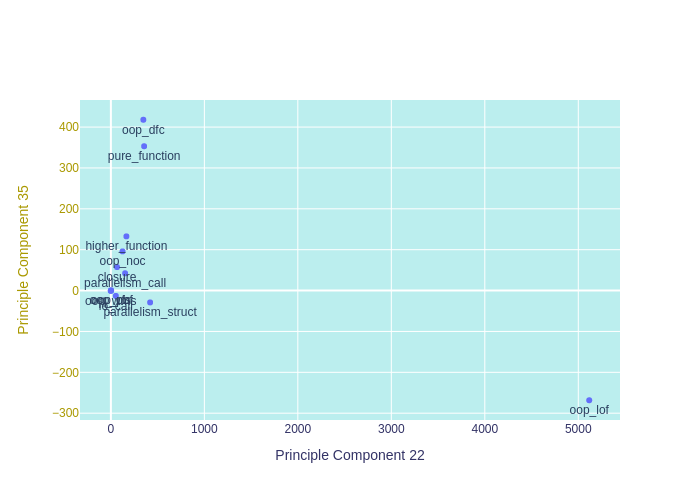 oop_dfc
pure_function
higher_function
oop_noc
closure
parallelism_call
parallelism_struct
oop_lof
400
300
200
100
0
−100
−200
−300
0
1000
2000
3000
4000
5000
Principle Component 22
Principle Component 35